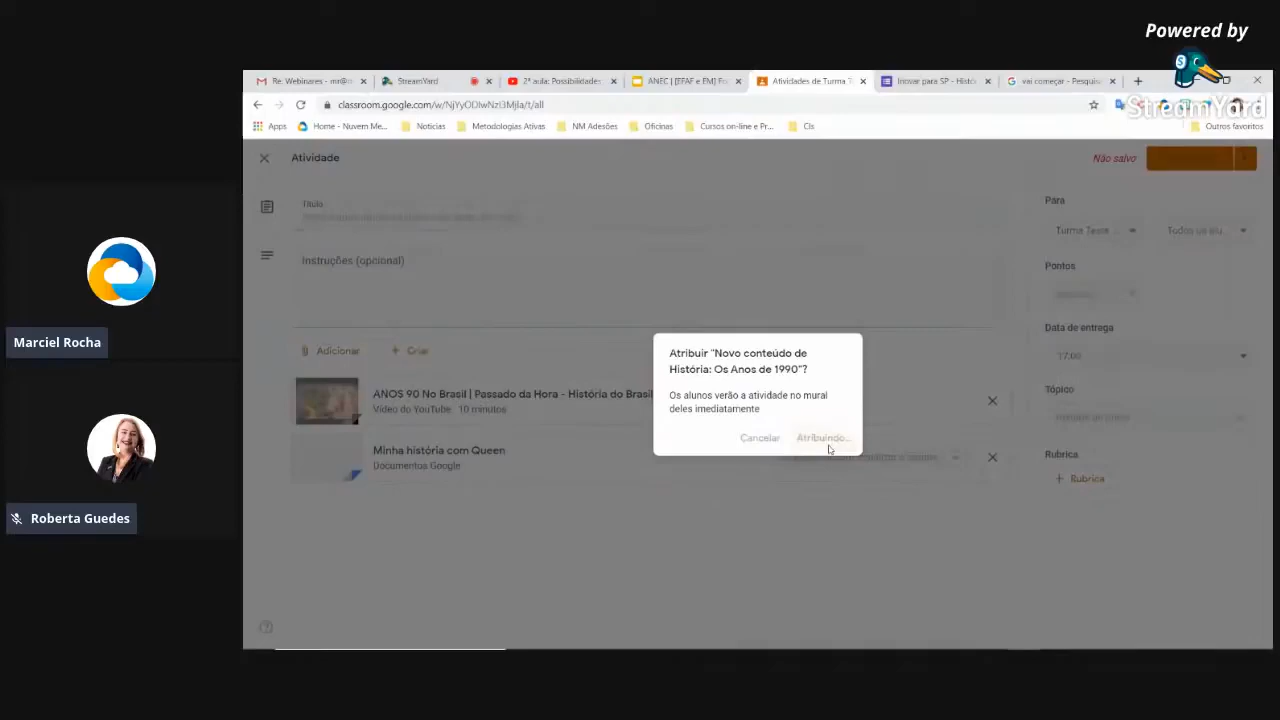 Powered by
StreamYard
Re: Webinares - mr@n
StreamYard
2ª aula: Possibilidades
ANEC | [EFAF e EM] Fo
Atividades de Turma T
Inovar para SP - Histó
vai começar - Pesquisa
classroom.google.com/w/NjYyODIwNzI3Mjla/t/all
Apps
Home - Nuvem Me...
Notícias
Metodologias Ativas
NM Adesões
Oficinas
Cursos on-line e Pr...
CIs
Outros favoritos
Atividade
Não salvo
Título
Instruções (opcional)
Adicionar
Criar
ANOS 90 No Brasil | Passado da Hora - História do Brasil
Vídeo do YouTube 10 minutos
Minha história com Queen
Documentos Google
Atribuir "Novo conteúdo de
História: Os Anos de 1990"?
Os alunos verão a atividade no mural
deles imediatamente
Cancelar
Atribuindo...
Para
Turma Teste ...
Todos os alu...
Pontos
Data de entrega
17:00
Tópico
Rubrica
Rubrica
Marciel Rocha
Roberta Guedes